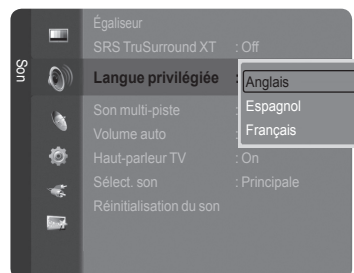 Son
Égaliseur
SRS TruSurround XT : Off
Langue privilégiée :
Anglais
Espagnol
Français
Son multi-piste :
Volume auto :
Haut-parleur TV : On
Sélect. son : Principale
Réinitialisation du son